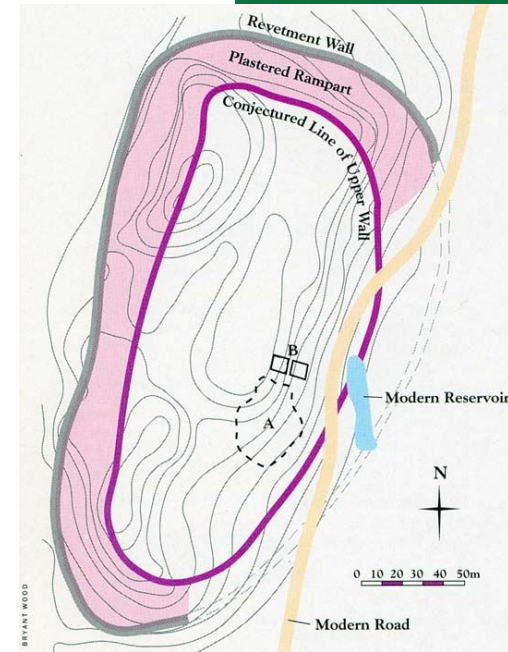 Revetment Wall
Plastered Rampart
Conjectured Line of Upper Wall
B
A
Modern Reservoir
N
0 10 20 30 40 50m
Modern Road
BRYANT WOOD